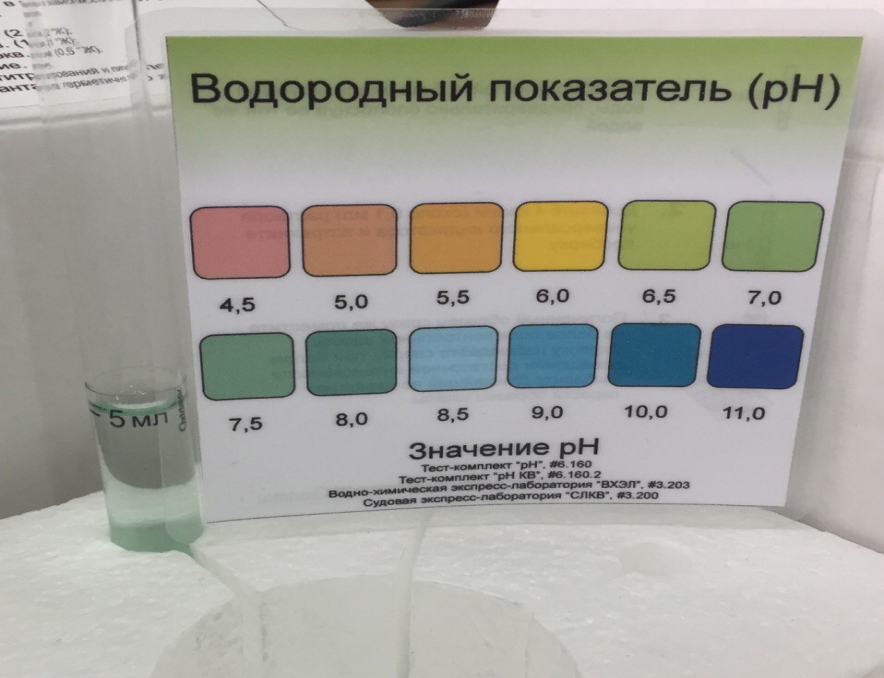 Водородный показатель (pH)
4,5 5,0 5,5 6,0 6,5 7,0
7,5 8,0 8,5 9,0 10,0 11,0
5 мл
Значение pH
Тест-комплект "pH", #6.160
Тест-комплект "pH КВ", #6.160.2
Водно-химическая экспресс-лаборатория "ВХЭЛ", #3.203
Судовая экспресс-лаборатория "СЛКВ", #3.200